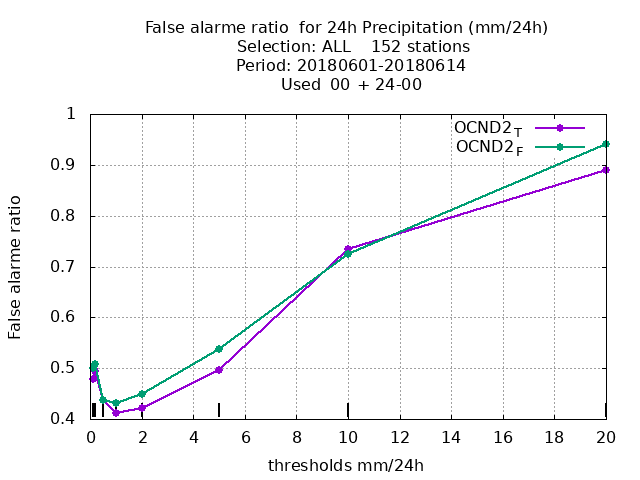 False alarme ratio  for 24h Precipitation (mm/24h)
Selection: ALL    152 stations
Period: 20180601-20180614
Used  00 + 24-00
OCND2T
OCND2F
1
0.9
0.8
0.7
0.6
0.5
0.4
False alarme ratio
0 2 4 6 8 10 12 14 16 18 20
thresholds mm/24h